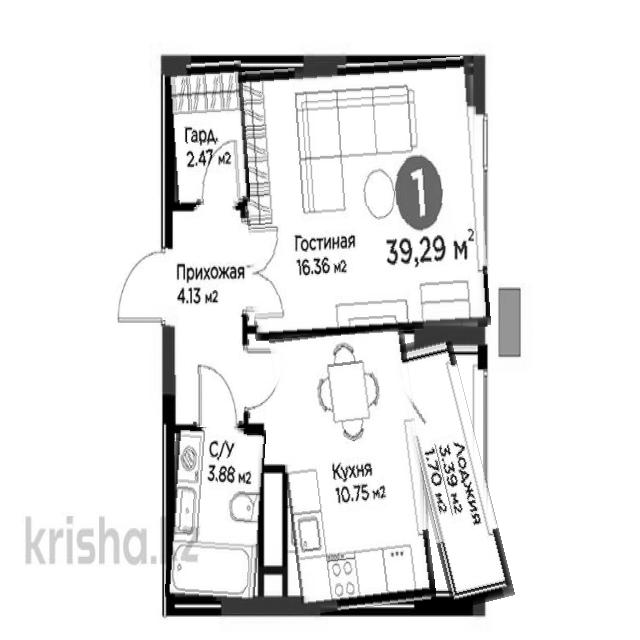 Гард.
2.47 м2
1
39,29 м2
Гостиная
16.36 м2
Прихожая
4.13 м2
С/У
3.88 м2
Кухня
10.75 м2
Лоджия
3.39 м2
1.70 м2
krisha.kz